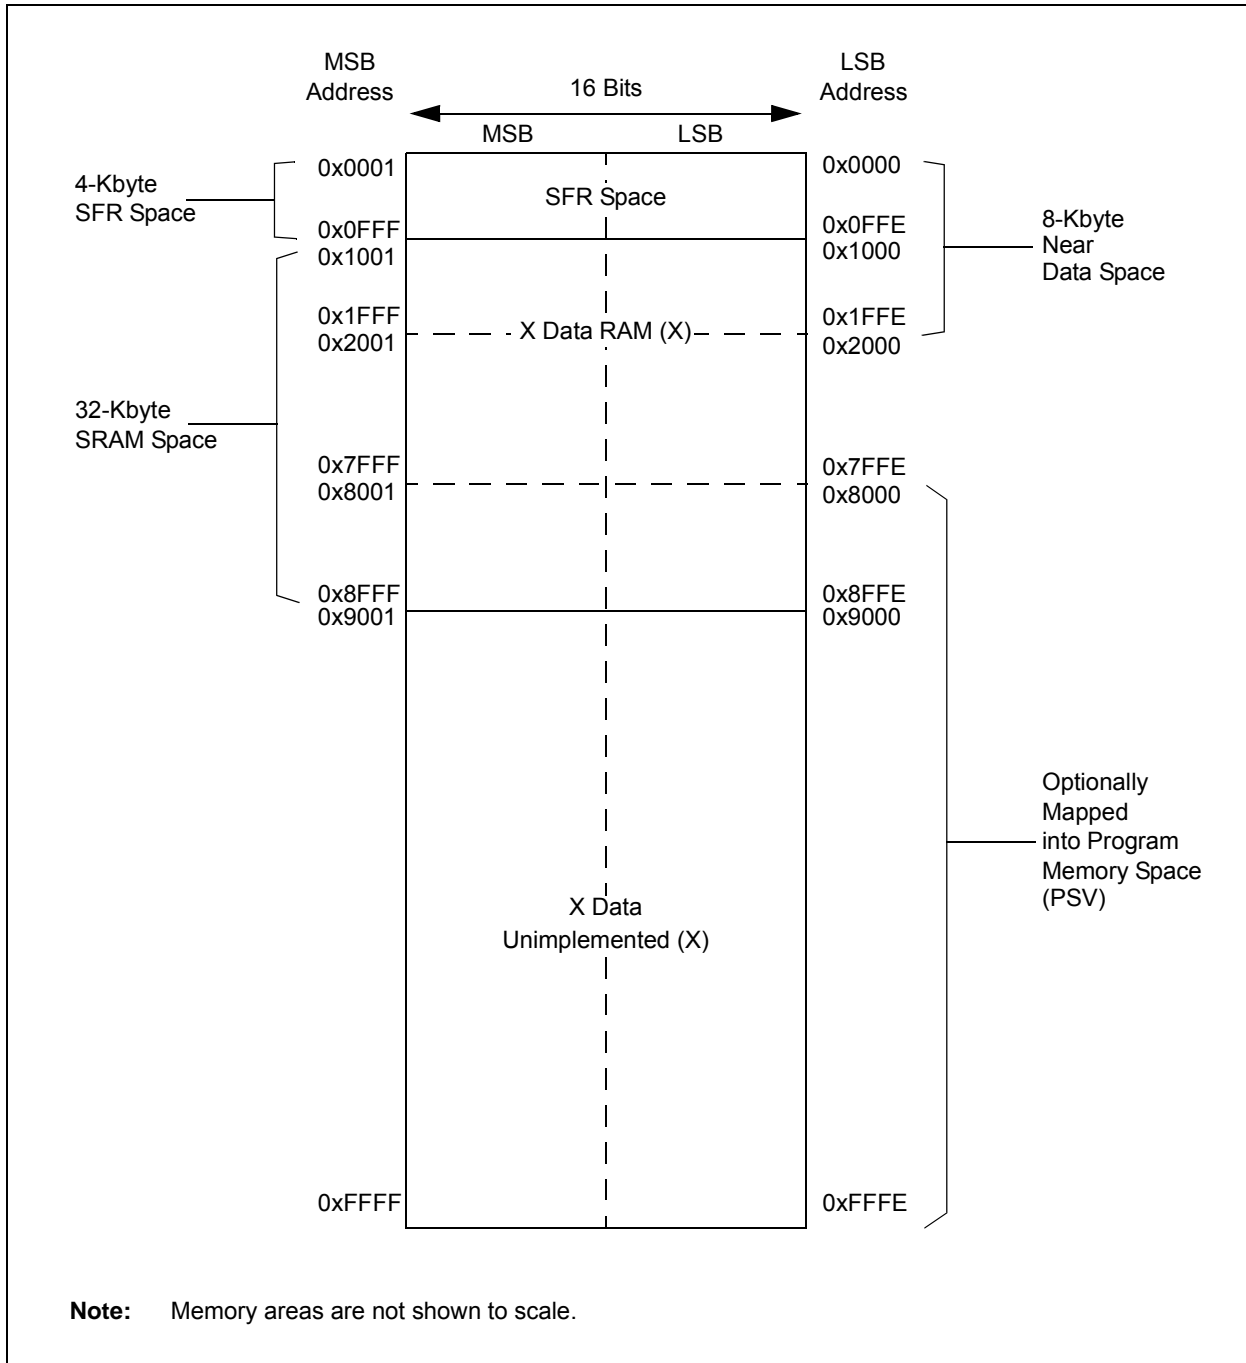 MSB
Address
16 Bits
LSB
Address
MSB
LSB
4-Kbyte
SFR Space
0x0001
0x0FFF
0x1001
SFR Space
0x0000
0x0FFE
0x1000
8-Kbyte
Near
Data Space
0x1FFF
0x2001
X Data RAM (X)
0x1FFE
0x2000
32-Kbyte
SRAM Space
0x7FFF
0x8001
0x7FFE
0x8000
0x8FFF
0x9001
0x8FFE
0x9000
Optionally
Mapped
into Program
Memory Space
(PSV)
X Data
Unimplemented (X)
0xFFFF
0xFFFE
Note: Memory areas are not shown to scale.